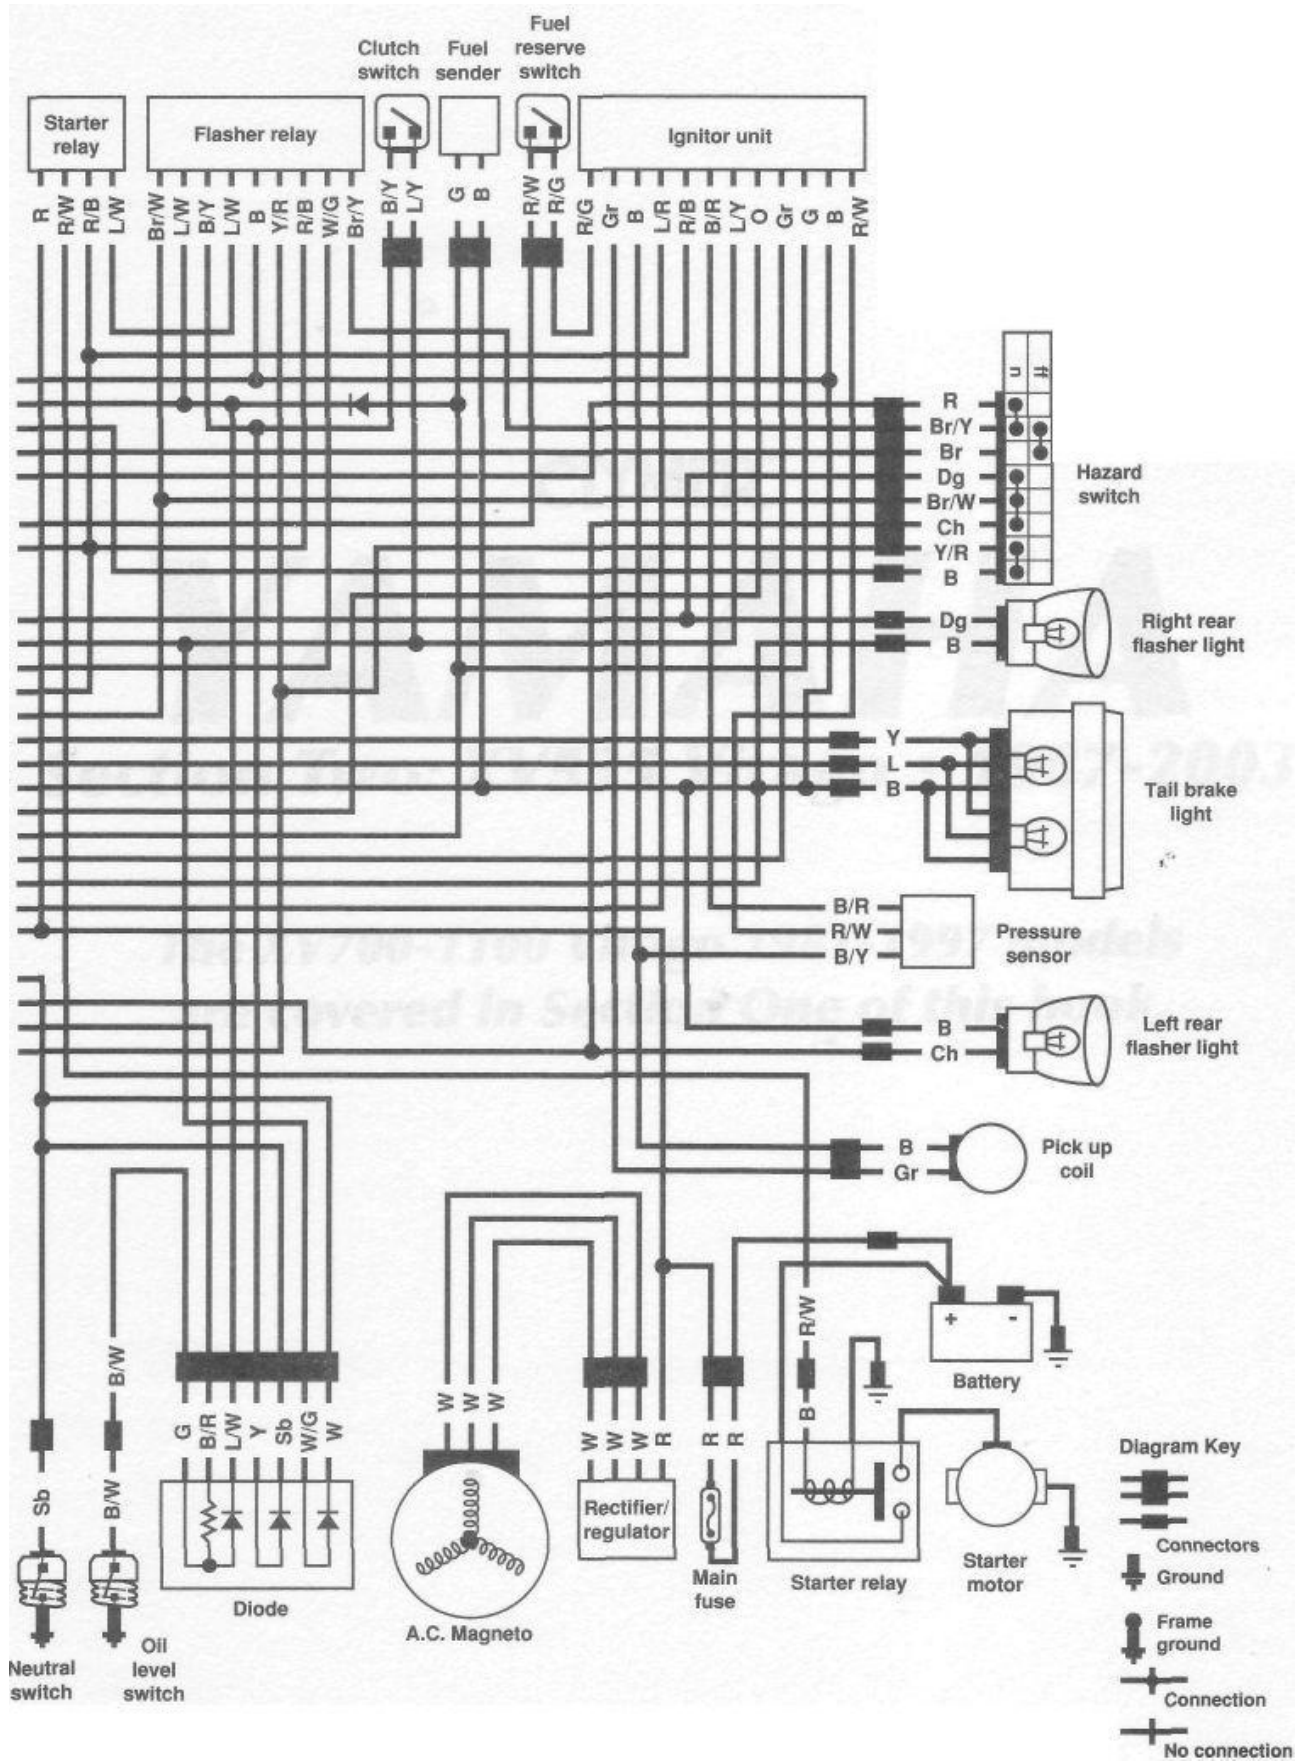 Clutch
switch
Fuel
sender
Fuel
reserve
switch
Starter
relay
Flasher relay
Ignitor unit
R
R/W
R/B
L/W
Br/W
L/W
B/Y
L/W
B
Y/R
R/B
W/G
Br/Y
B/Y
L/Y
G
B
R/W
R/G
R/G
Gr
B
L/R
R/B
B/R
L/Y
O
Gr
G
B
R/W
n
ff
R
Br/Y
Br
Dg
Br/W
Ch
Y/R
B
Hazard
switch
Dg
B
Right rear
flasher light
Y
L
B
Tail brake
light
B/R
R/W
B/Y
Pressure
sensor
B
Ch
Left rear
flasher light
B
Gr
Pick up
coil
R/W
B
+
-
Battery
B/W
Sb
B/W
G
B/R
L/W
Y
Sb
W/G
W
W
W
W
W
W
W
R
R
R
Rectifier/
regulator
Main
fuse
Starter relay
Starter
motor
Diode
A.C. Magneto
Neutral
switch
Oil
level
switch
Diagram Key
Connectors
Ground
Frame
ground
Connection
No connection